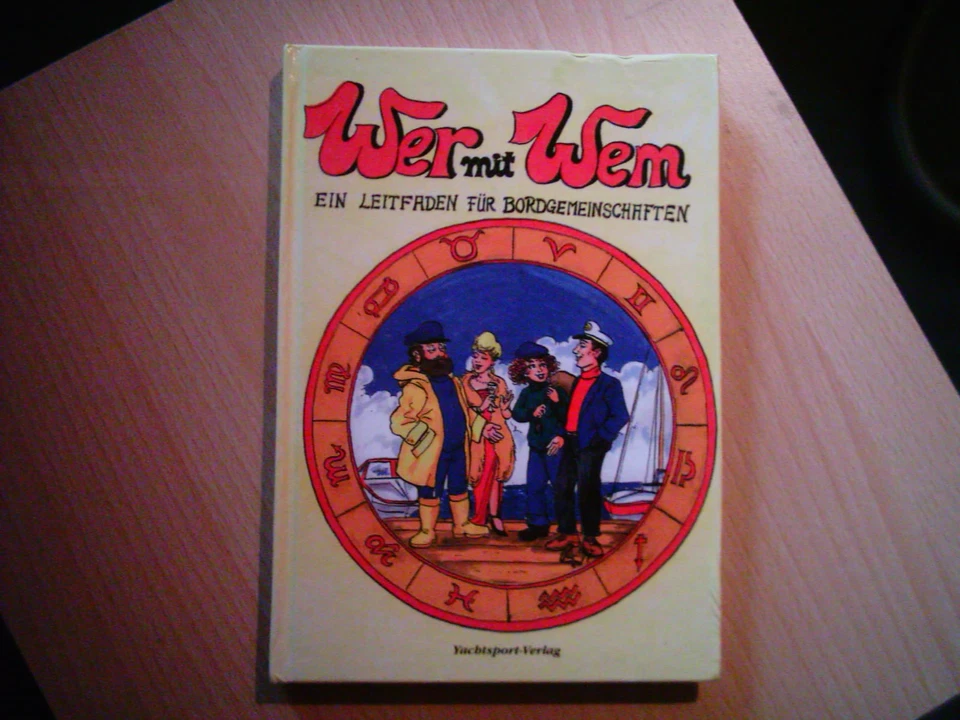 Wer mit Wem
EIN LEITFADEN FÜR BORDGEMEINSCHAFTEN
Yachtsport-Verlag